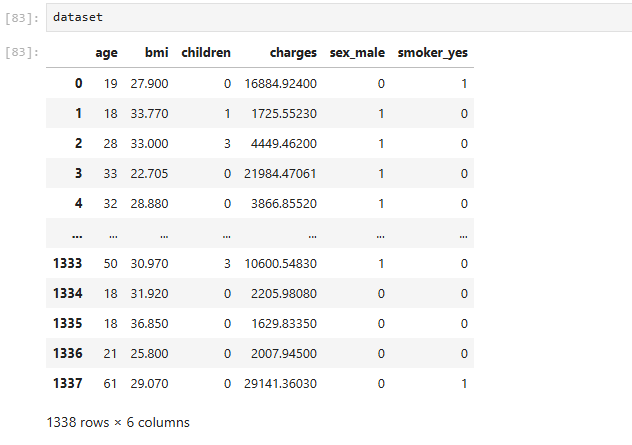 [83]: dataset
[83]: age bmi children charges sex_male smoker_yes
0 19 27.900 0 16884.92400 0 1
1 18 33.770 1 1725.55230 1 0
2 28 33.000 3 4449.46200 1 0
3 33 22.705 0 21984.47061 1 0
4 32 28.880 0 3866.85520 1 0
... ... ... ... ... ... ...
1333 50 30.970 3 10600.54830 1 0
1334 18 31.920 0 2205.98080 0 0
1335 18 36.850 0 1629.83350 0 0
1336 21 25.800 0 2007.94500 0 0
1337 61 29.070 0 29141.36030 0 1
1338 rows × 6 columns